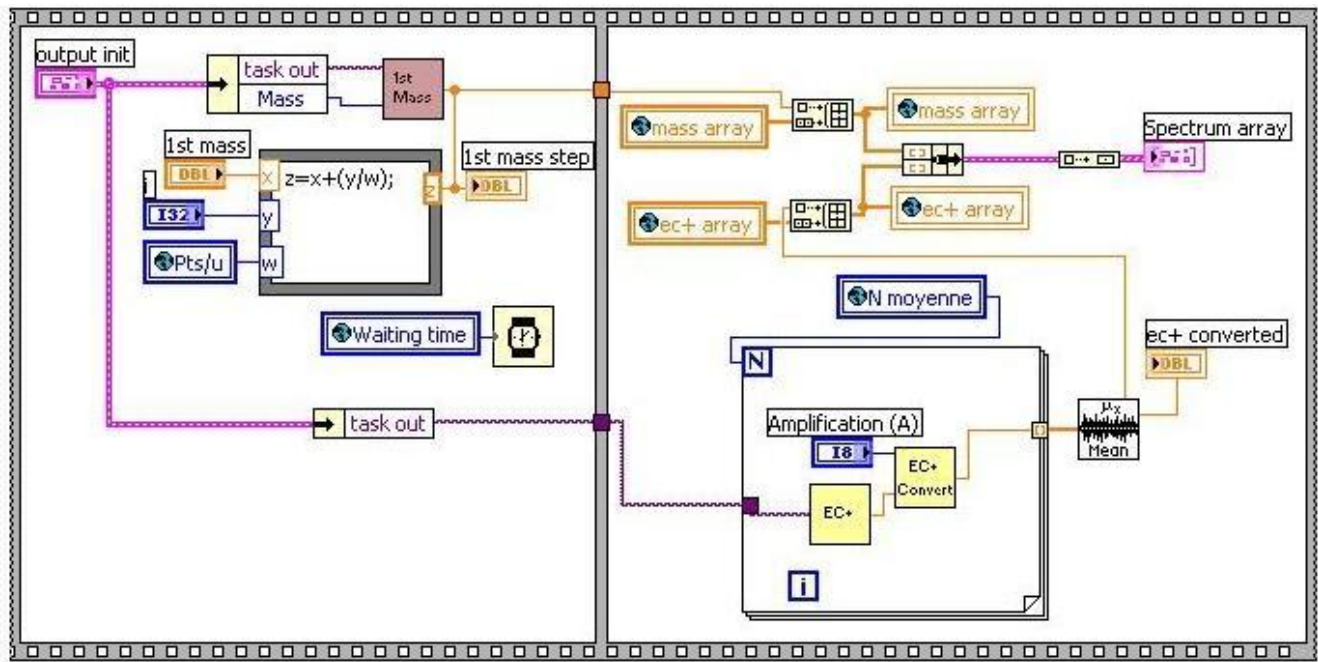 output init
task out
Mass
1st
Mass
1st mass
DBL
x
z=x+(y/w);
z
1st mass step
DBL
i
I32
y
Pts/u
w
Waiting time
task out
mass array
mass array
Spectrum array
ec+ array
ec+ array
N moyenne
N
ec+ converted
DBL
Amplification (A)
I8
EC+
Convert
EC+
μx
Mean
i